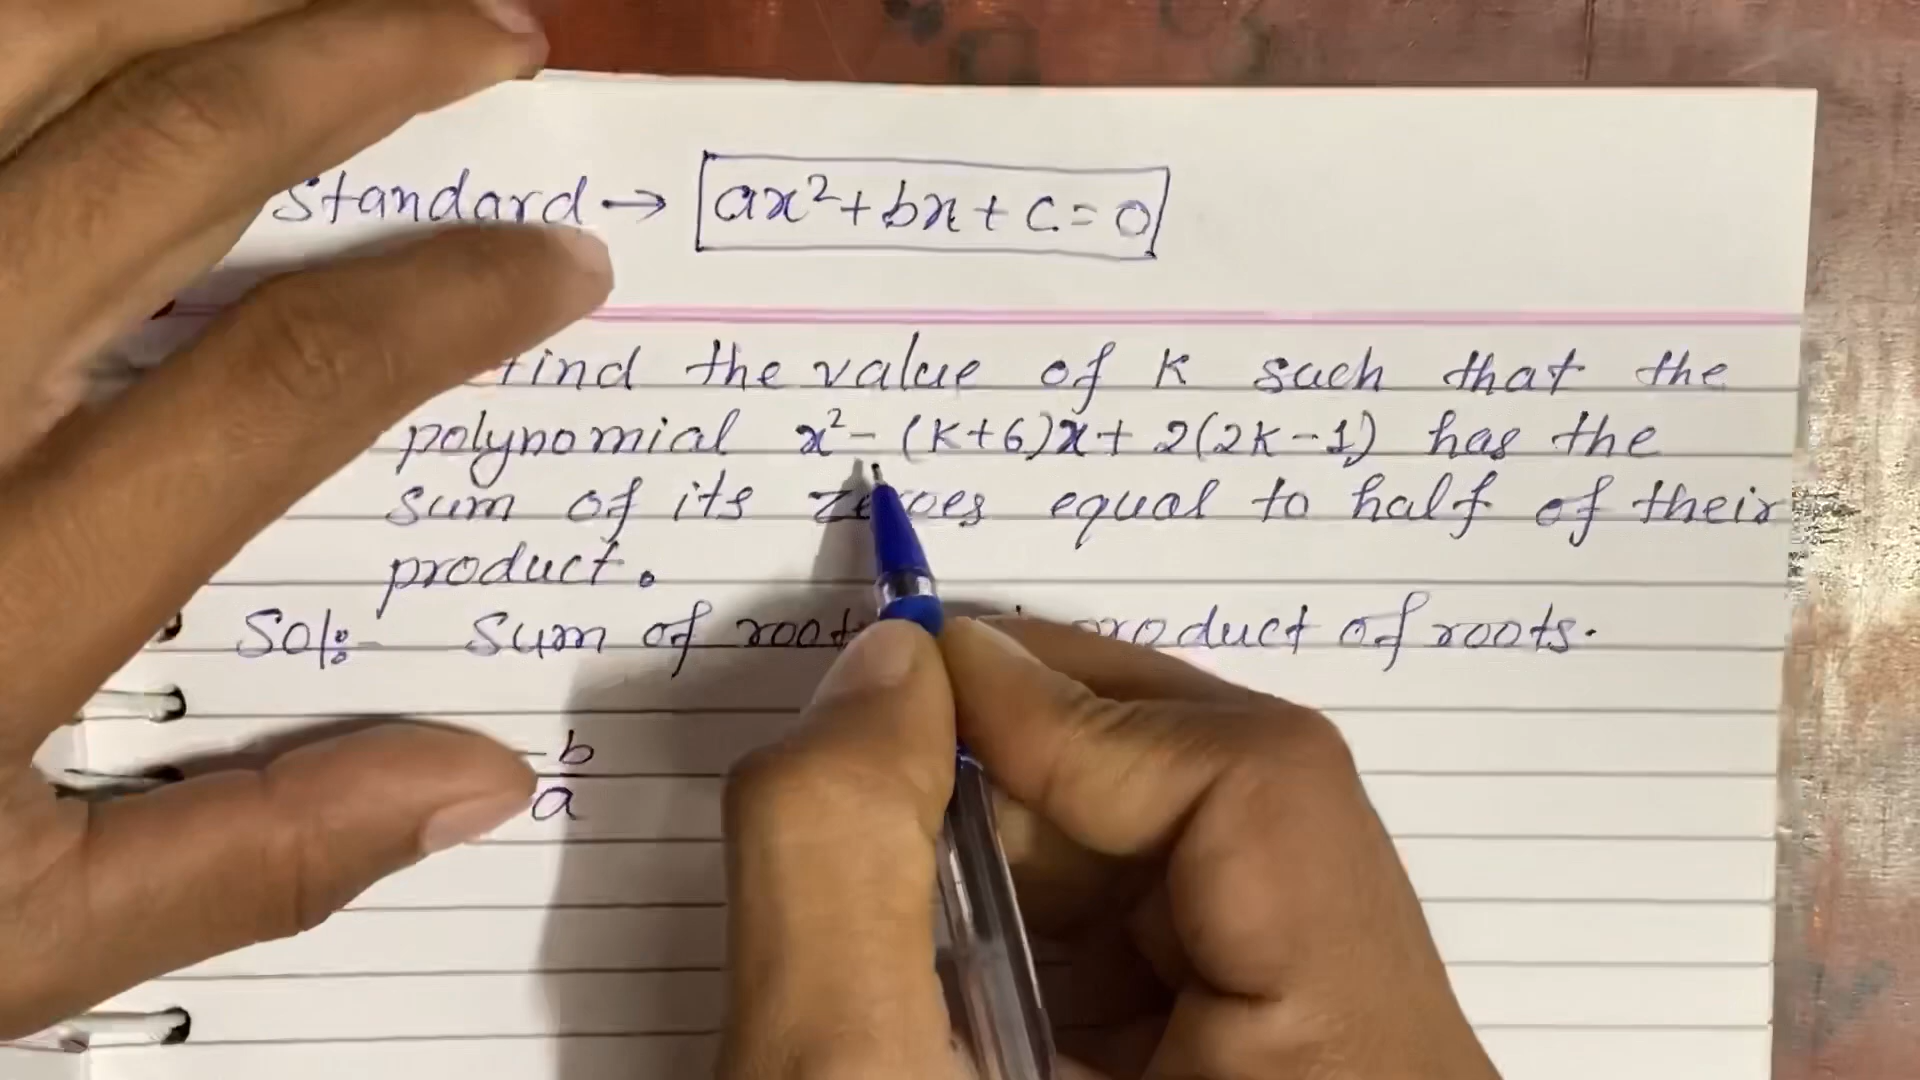 Standard → ax²+bx+c=0
find the value of k such that the
polynomial x²-(k+6)x+ 2(2k-1) has the
sum of its zeroes equal to half of their
product.
Sol:- Sum of roots product of roots.
-b
a